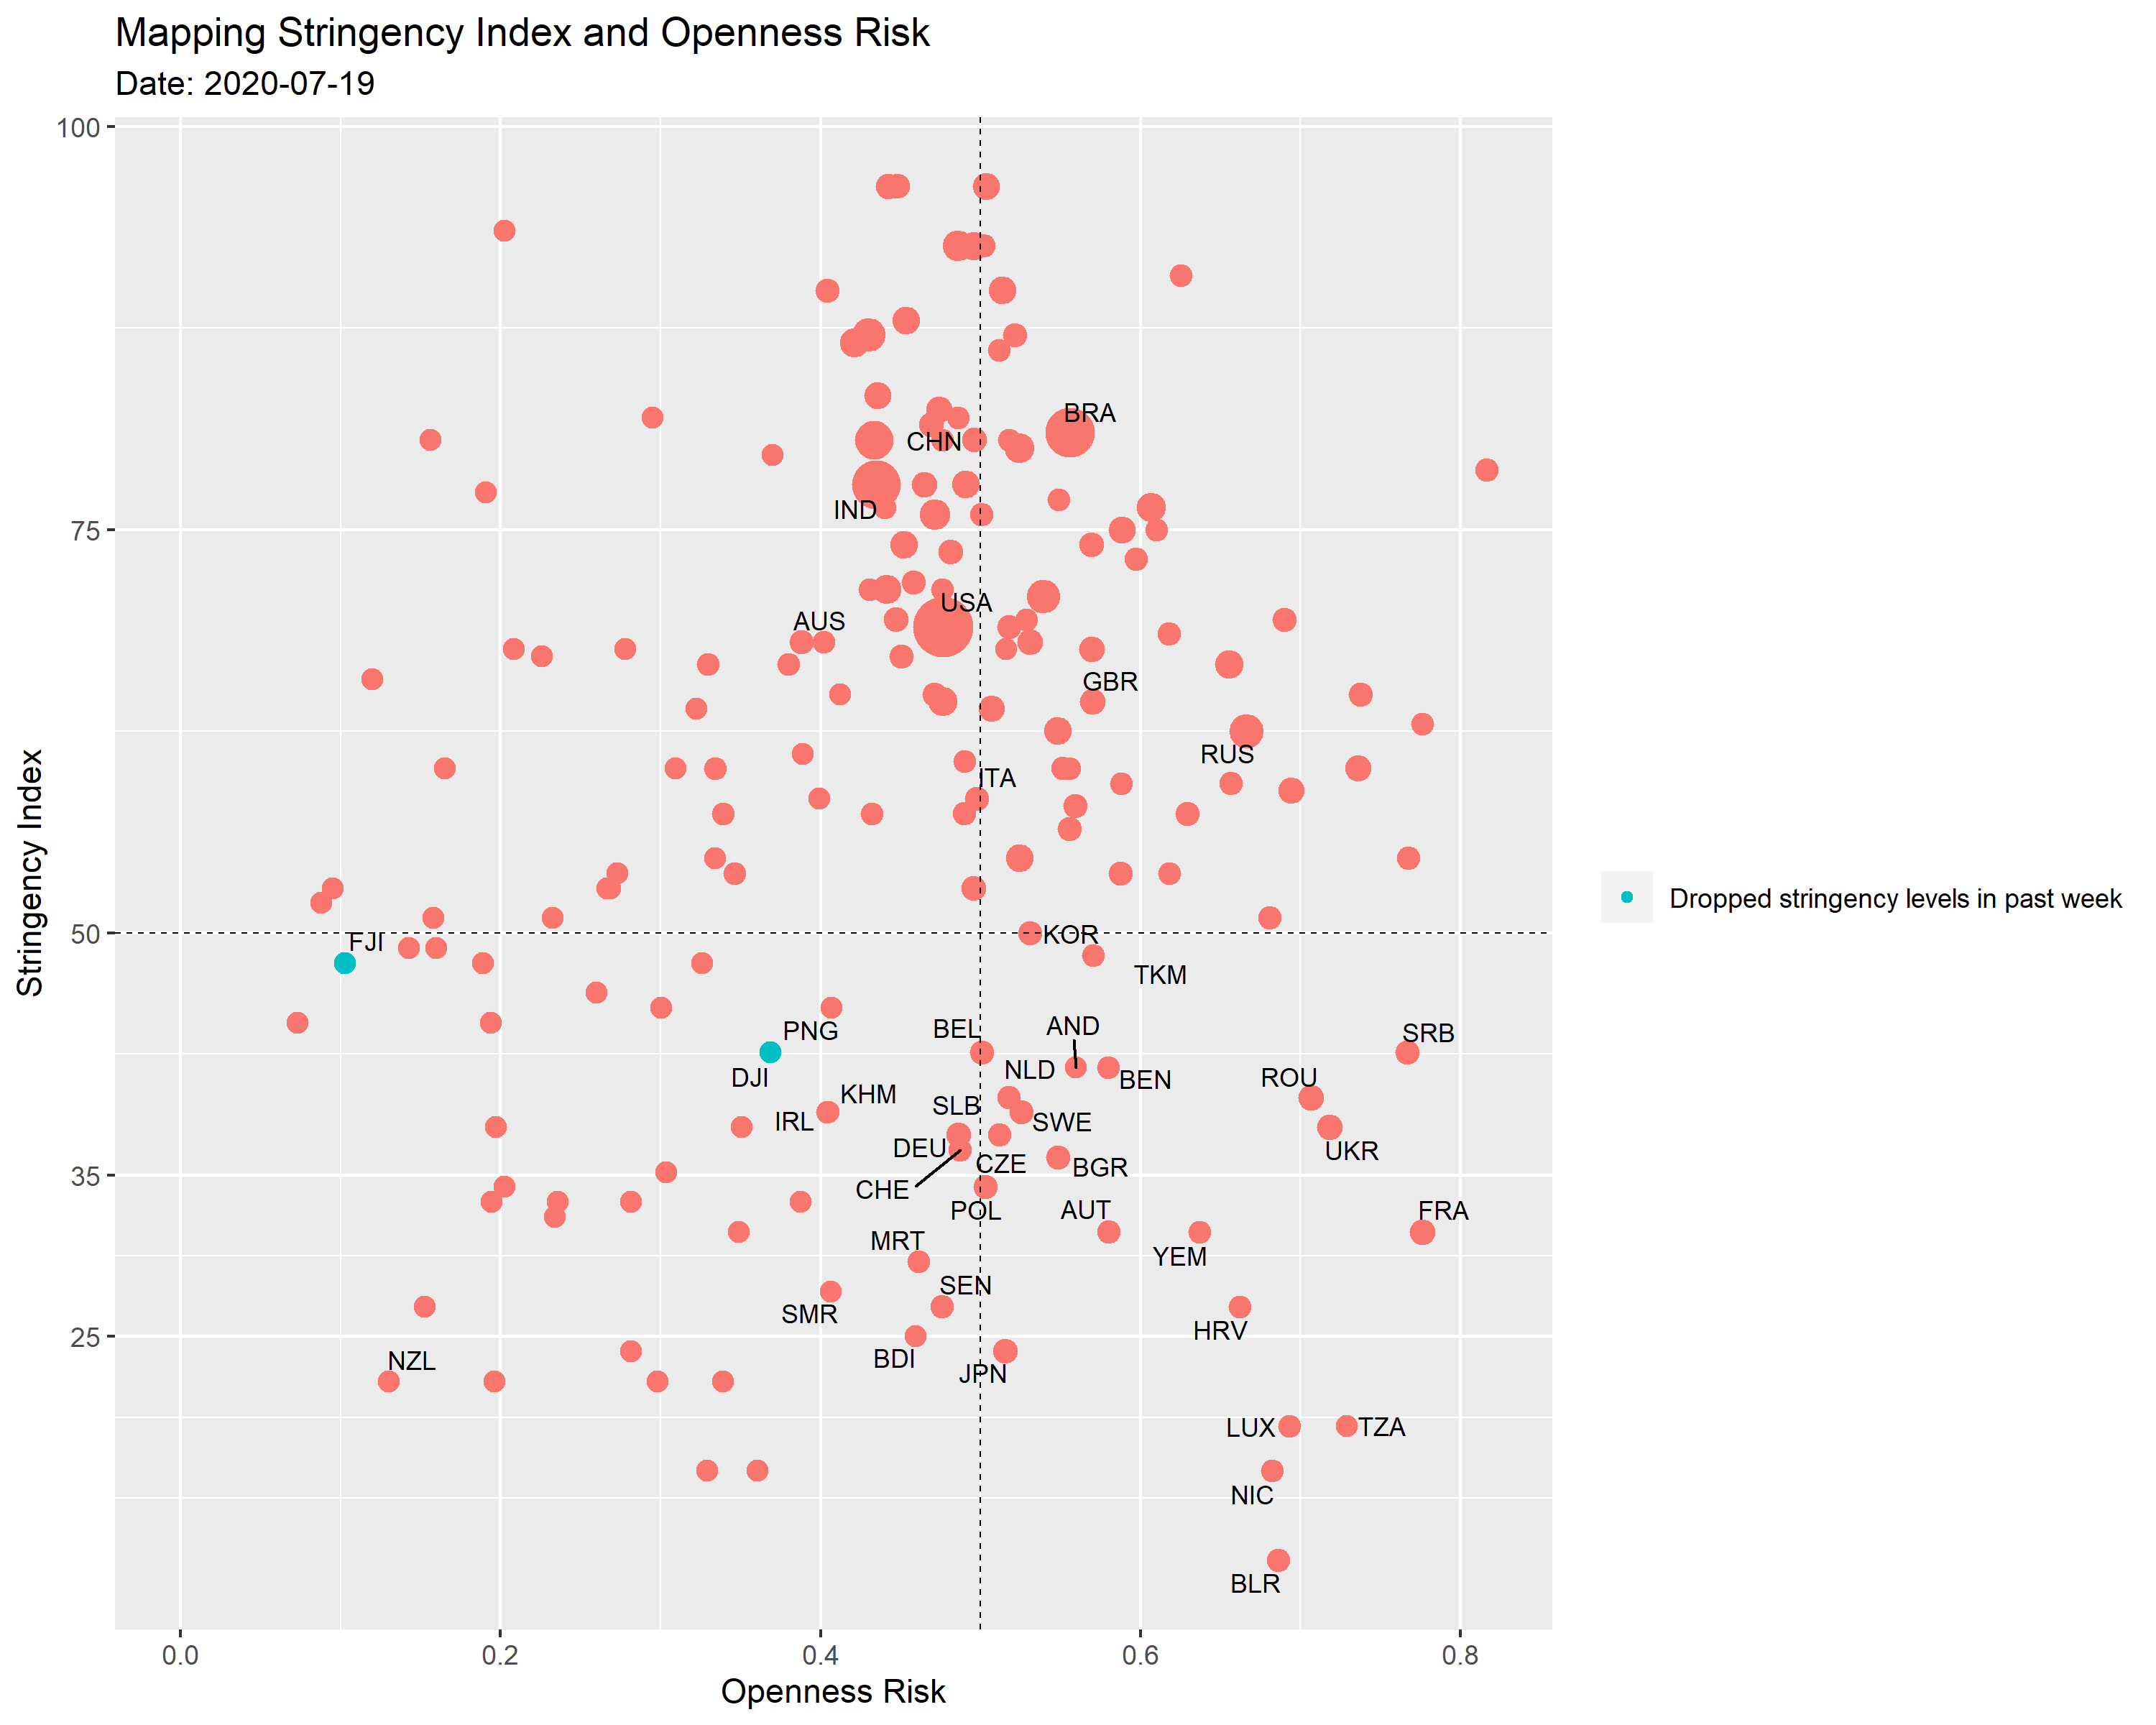 Mapping Stringency Index and Openness Risk
Date: 2020-07-19
100
75
50
35
25
Stringency Index
BRA
CHN
IND
USA
AUS
GBR
RUS
ITA
KOR
FJI
TKM
PNG
BEL
AND
SRB
DJI
NLD
BEN
ROU
KHM
SLB
IRL
SWE
DEU
CZE
BGR
UKR
CHE
POL
AUT
FRA
MRT
YEM
SEN
SMR
HRV
NZL
BDI
JPN
LUX
TZA
NIC
BLR
0.0
0.2
0.4
0.6
0.8
Openness Risk
Dropped stringency levels in past week